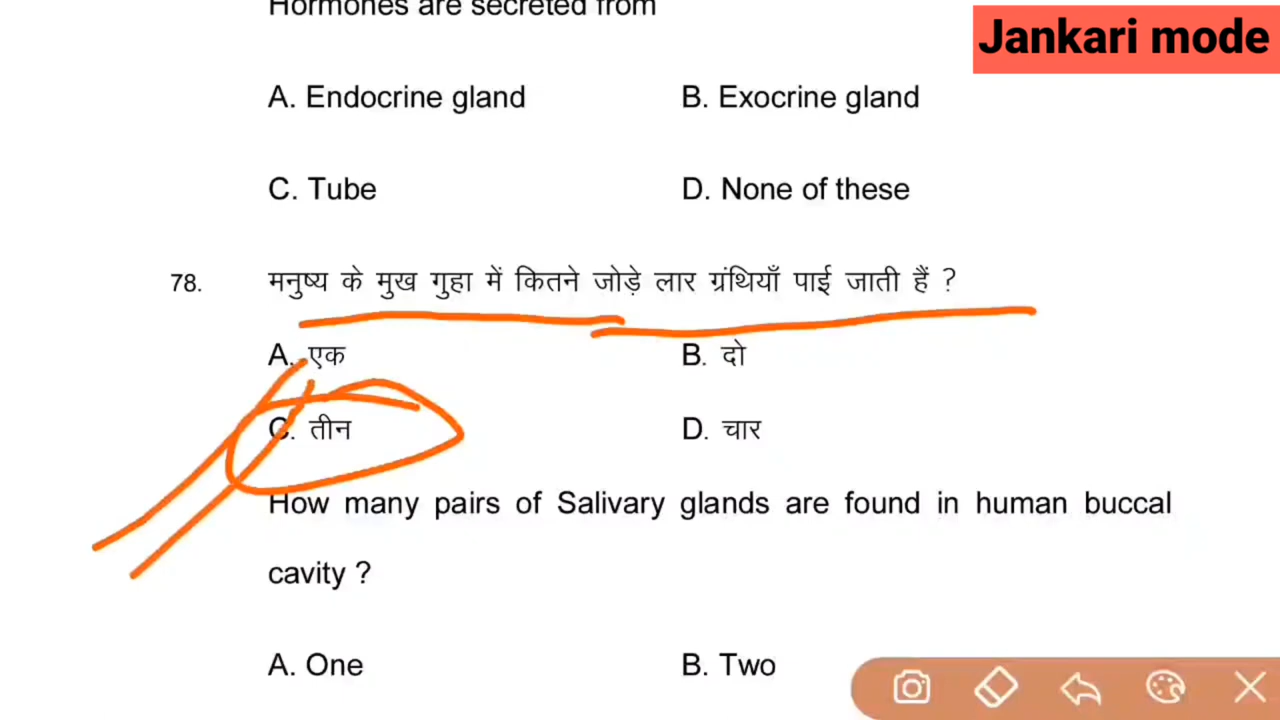 Hormones are secreted from
Jankari mode
A. Endocrine gland B. Exocrine gland
C. Tube D. None of these
78. मनुष्य के मुख गुहा में कितने जोड़े लार ग्रंथियाँ पाई जाती हैं ?
A. एक B. दो
C. तीन D. चार
How many pairs of Salivary glands are found in human buccal
cavity ?
A. One B. Two